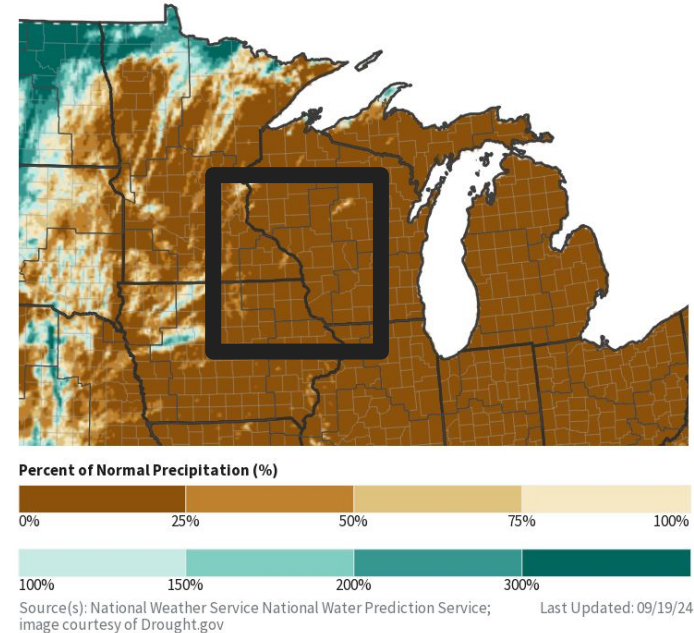 Percent of Normal Precipitation (%)
0% 25% 50% 75% 100%
100% 150% 200% 300%
Source(s): National Weather Service National Water Prediction Service; Last Updated: 09/19/24
image courtesy of Drought.gov